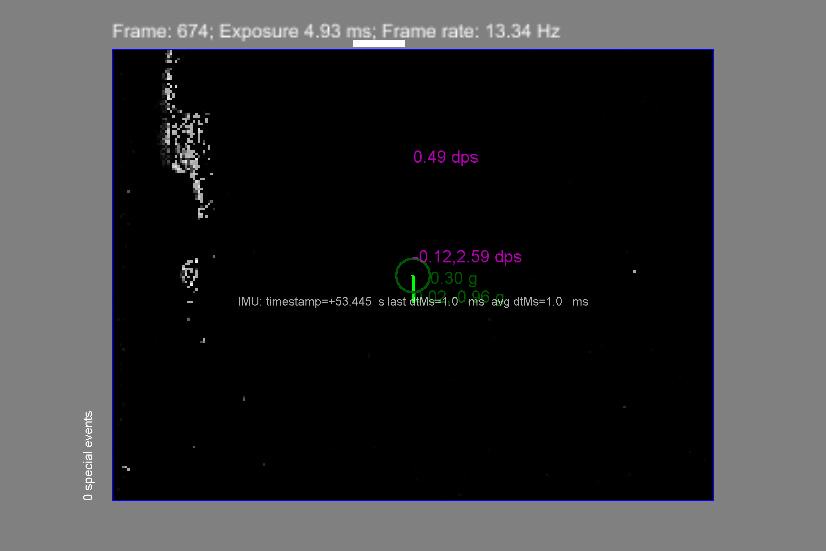 Frame: 674; Exposure 4.93 ms; Frame rate: 13.34 Hz
0.49 dps
-0.12,2.59 dps
0.30 g
0.96 g
IMU: timestamp=+53.445 s last dtMs=1.0 ms avg dtMs=1.0 ms
0 special events